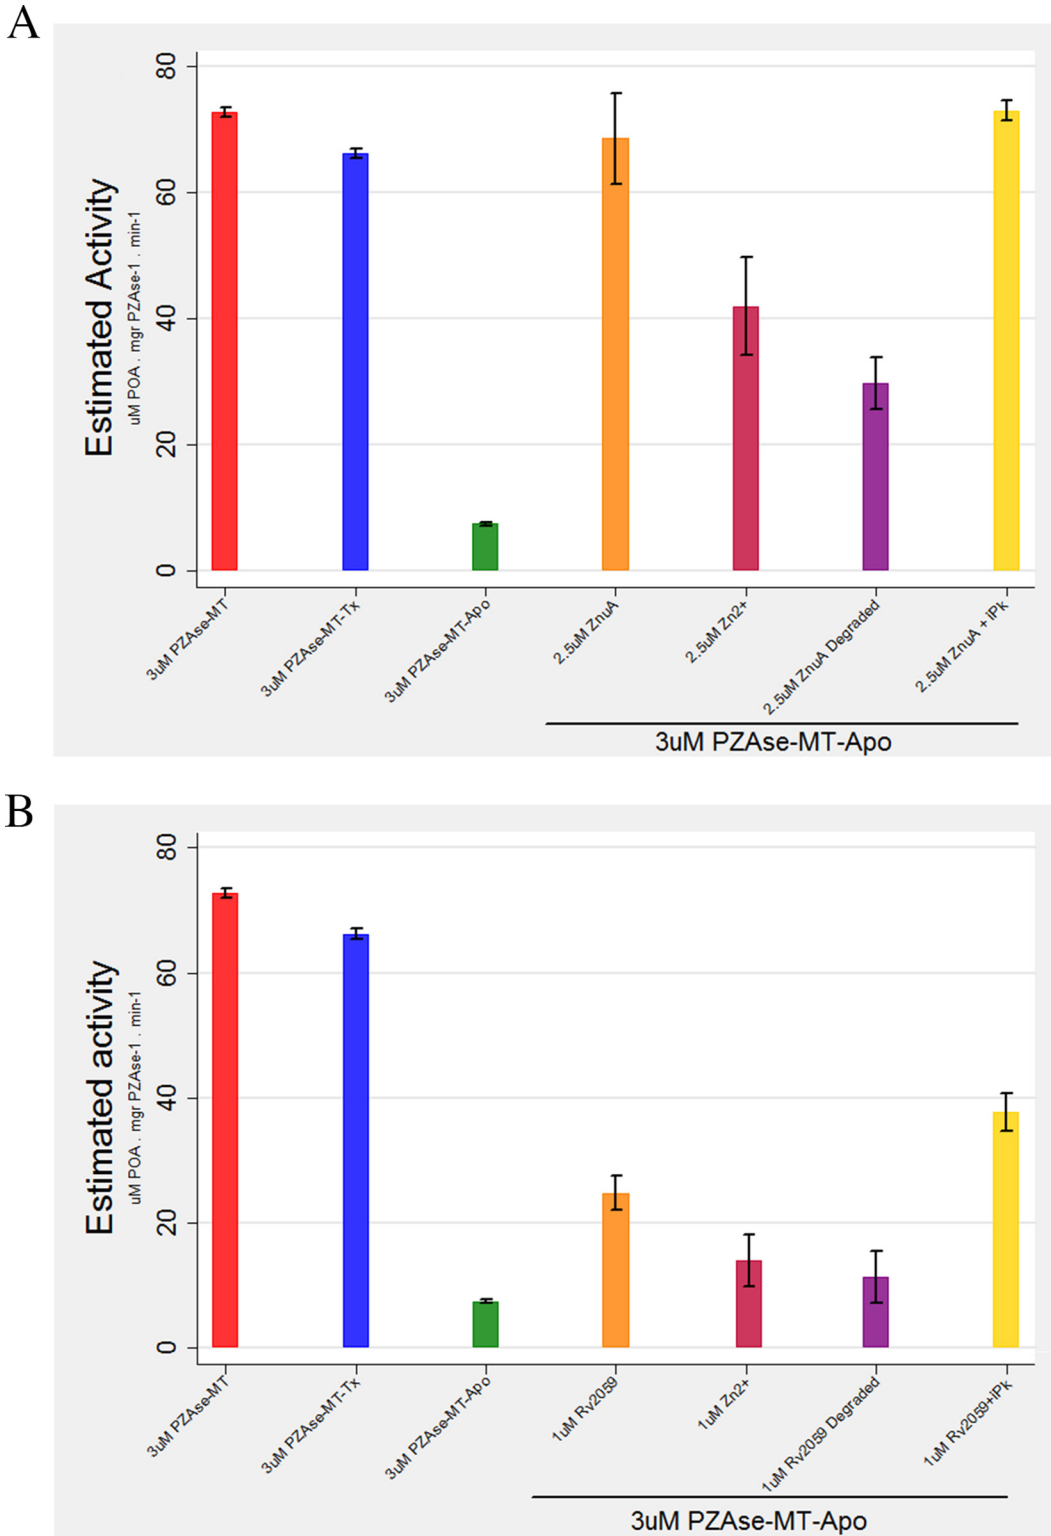 A
80
60
40
20
0
Estimated Activity
uM POA . mgr PZAse-1 . min-1
3uM PZAse-MT
3uM PZAse-MT-Tx
3uM PZAse-MT-Apo
2.5uM ZnuA
2.5uM Zn2+
2.5uM ZnuA Degraded
2.5uM ZnuA + iPk
3uM PZAse-MT-Apo
B
80
60
40
20
0
Estimated activity
uM POA . mgr PZAse-1 . min-1
3uM PZAse-MT
3uM PZAse-MT-Tx
3uM PZAse-MT-Apo
1uM Rv2059
1uM Zn2+
1uM Rv2059 Degraded
1uM Rv2059+iPk
3uM PZAse-MT-Apo